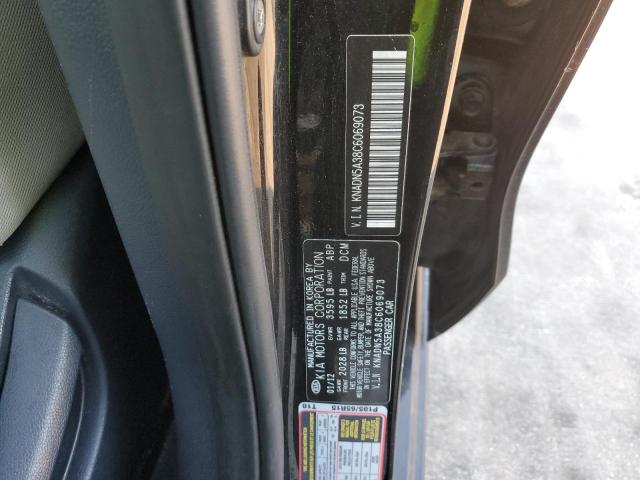 V.I.N. KNADN5A38C6069073
MANUFACTURED IN KOREA BY
KIA MOTORS CORPORATION
01/12 GVWR 3595 LB PAINT ABP
GAWR FRONT 2028 LB GAWR REAR 1852 LB TRIM DCM
THIS VEHICLE CONFORMS TO ALL APPLICABLE U.S.A FEDERAL
MOTOR VEHICLE SAFETY, BUMPER, AND THEFT PREVENTION STANDARDS
IN EFFECT ON THE DATE OF MANUFACTURE SHOWN ABOVE
V.I.N KNADN5A38C6069073
PASSENGER CAR
T10
P185/65R15